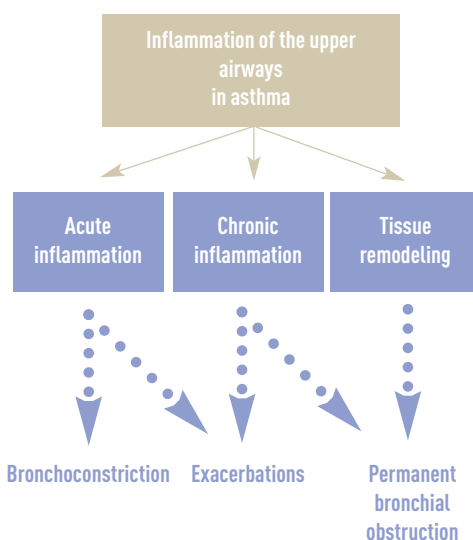 Inflammation of the upper
airways
in asthma
Acute
inflammation
Chronic
inflammation
Tissue
remodeling
Bronchoconstriction
Exacerbations
Permanent
bronchial
obstruction